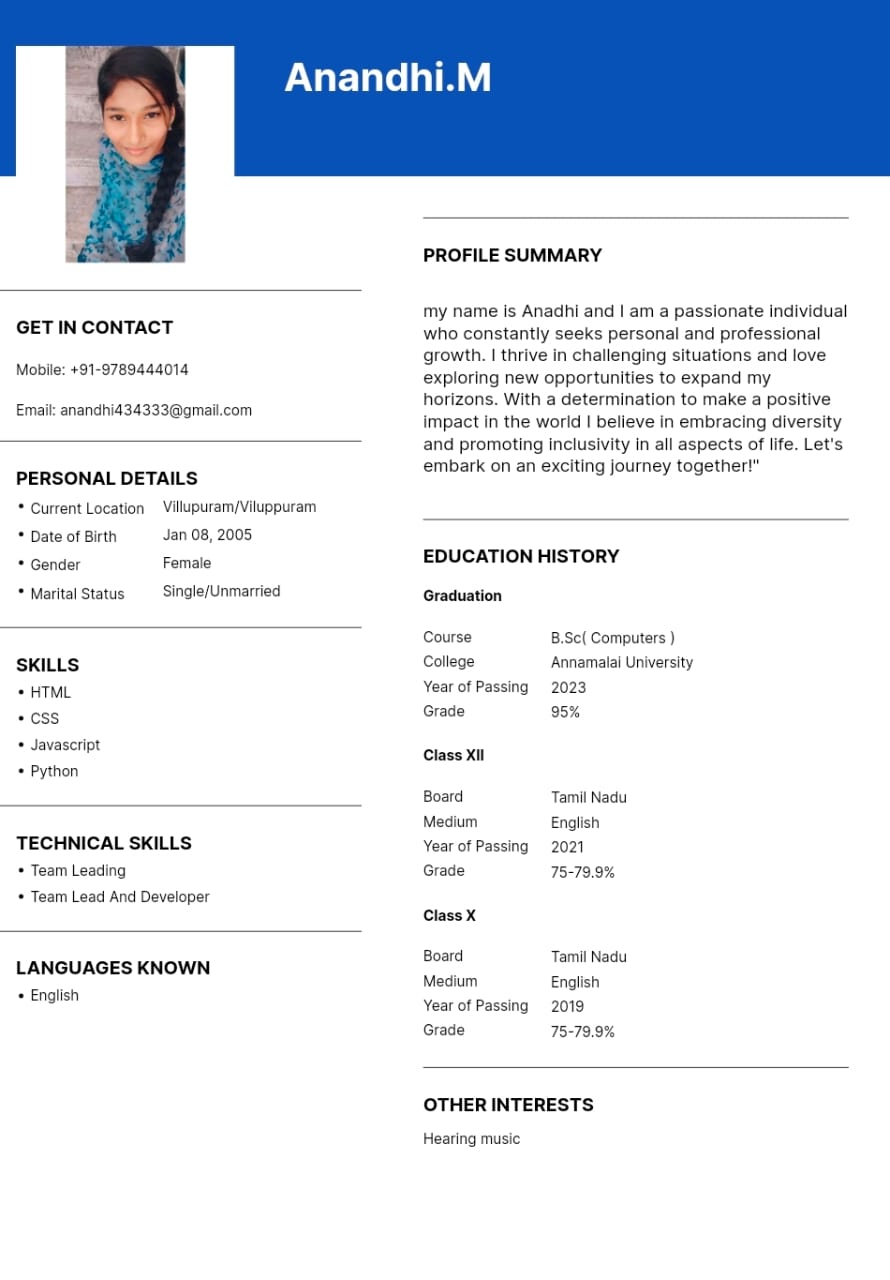 Anandhi.M
GET IN CONTACT
Mobile: +91-9789444014
Email: anandhi434333@gmail.com
PERSONAL DETAILS
• Current Location Villupuram/Viluppuram
• Date of Birth Jan 08, 2005
• Gender Female
• Marital Status Single/Unmarried
SKILLS
• HTML
• CSS
• Javascript
• Python
TECHNICAL SKILLS
• Team Leading
• Team Lead And Developer
LANGUAGES KNOWN
• English
PROFILE SUMMARY
my name is Anadhi and I am a passionate individual
who constantly seeks personal and professional
growth. I thrive in challenging situations and love
exploring new opportunities to expand my
horizons. With a determination to make a positive
impact in the world I believe in embracing diversity
and promoting inclusivity in all aspects of life. Let's
embark on an exciting journey together!"
EDUCATION HISTORY
Graduation
Course B.Sc( Computers )
College Annamalai University
Year of Passing 2023
Grade 95%
Class XII
Board Tamil Nadu
Medium English
Year of Passing 2021
Grade 75-79.9%
Class X
Board Tamil Nadu
Medium English
Year of Passing 2019
Grade 75-79.9%
OTHER INTERESTS
Hearing music